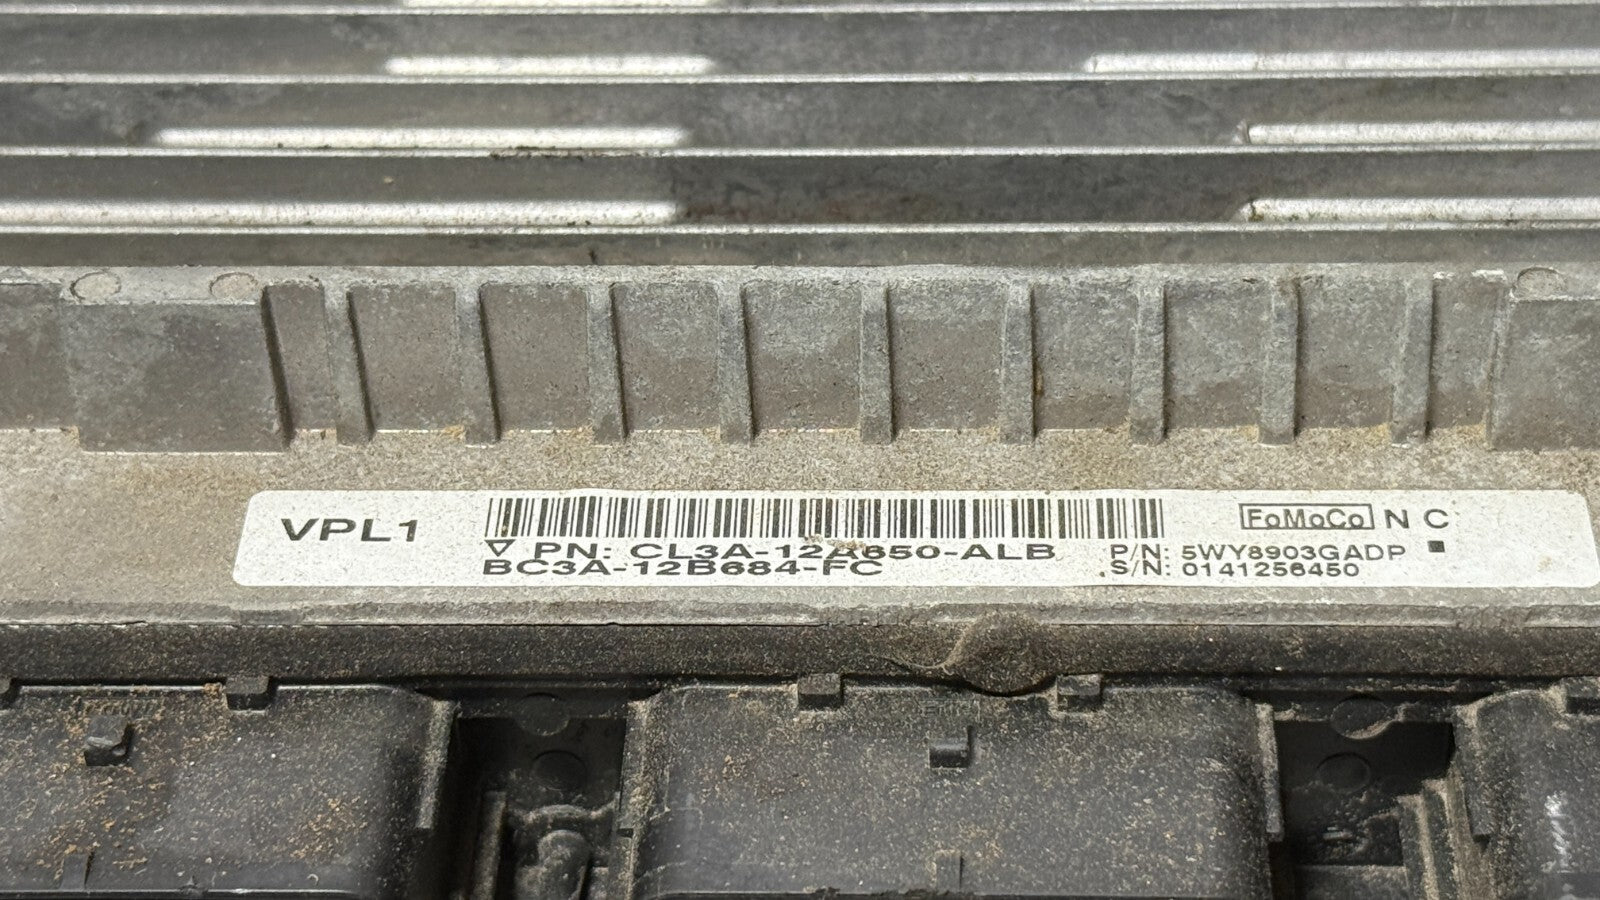 VPL1
FoMoCo N C
PN: CL3A-12A650-ALB
BC3A-12B684-FC
P/N: 5WY8903GADP
S/N: 0141256450